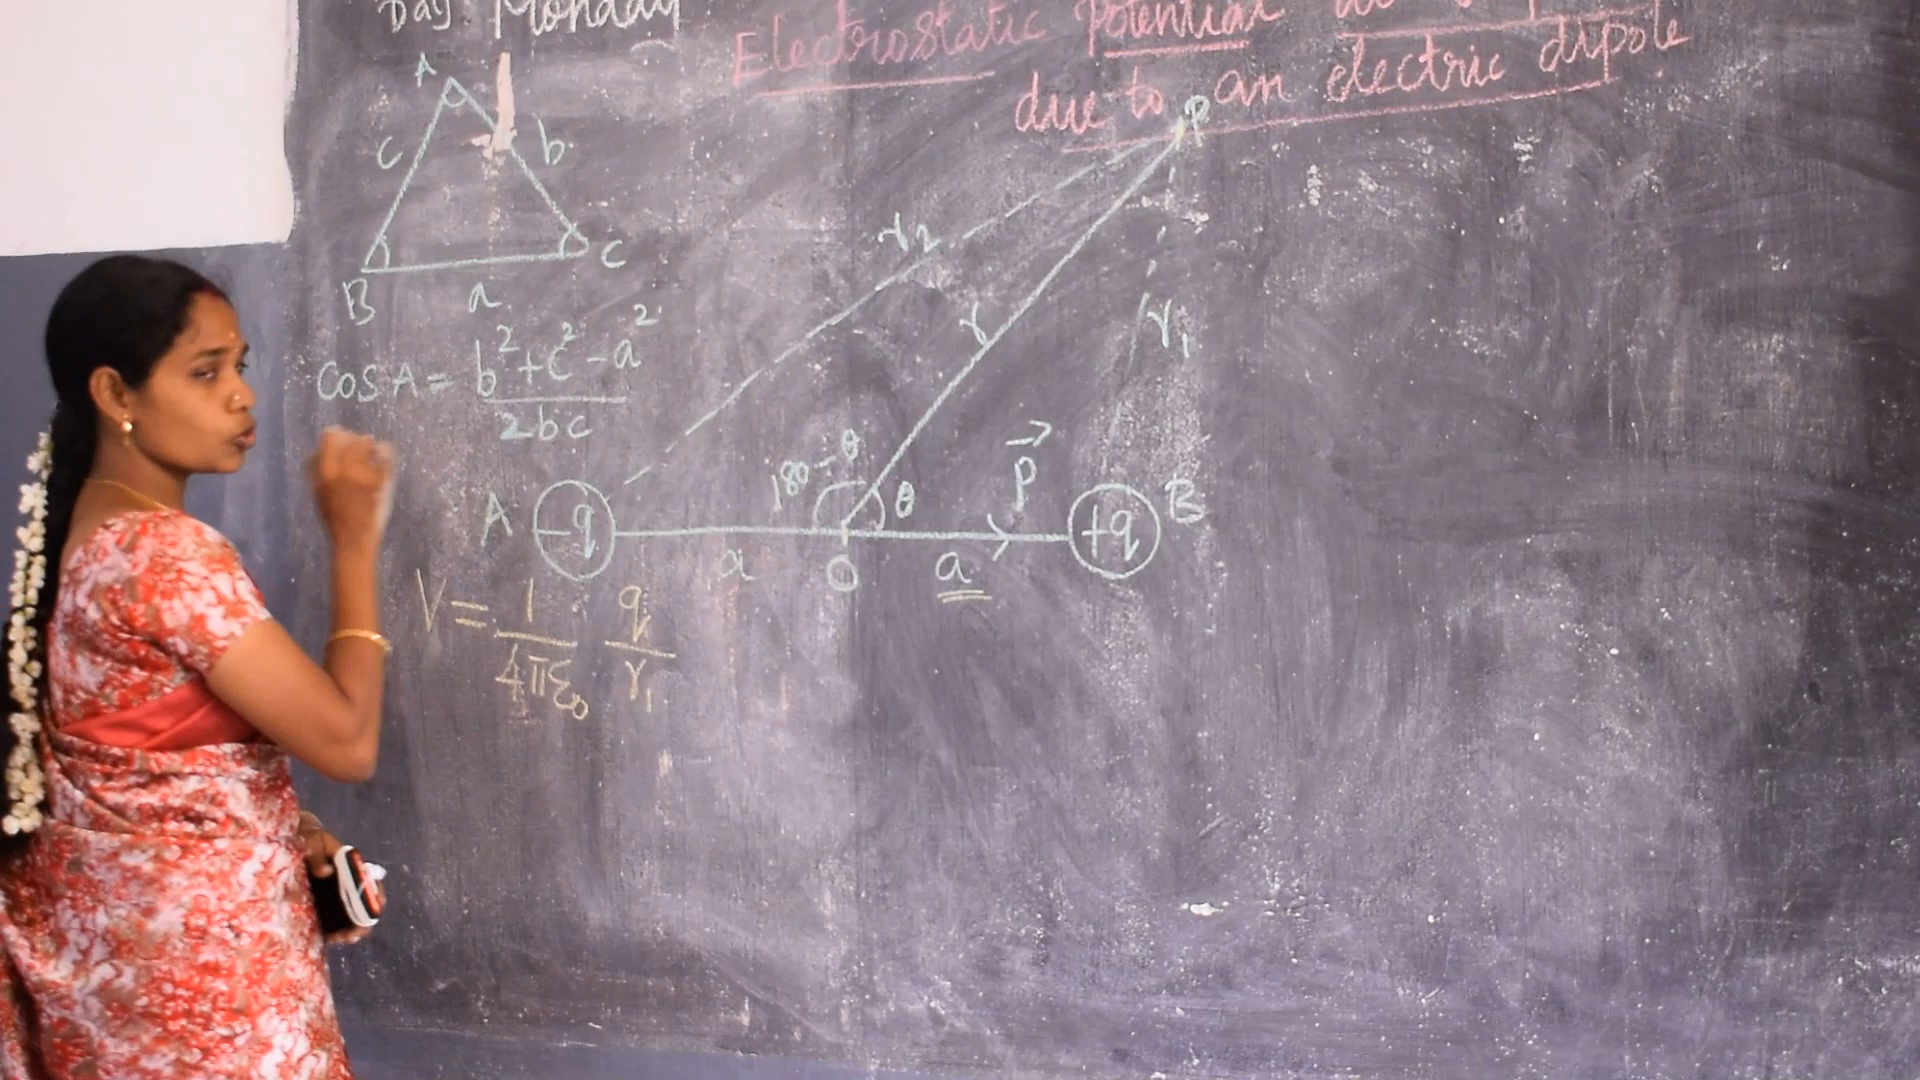 Day Monday
Electrostatic Potential at
due to an electric dipole
A
c
b
B
C
a
cos A = b²+c²-a² / 2bc
P
r₂
r
r₁
180-θ
θ
p⃗
A
-q
+q
B
a
O
a
V = 1/4πε₀ q/r₁